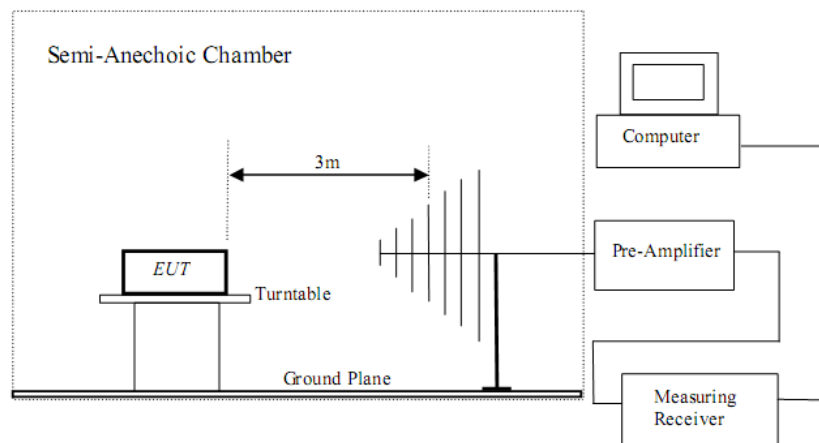 Semi-Anechoic Chamber
3m
EUT
Turntable
Ground Plane
Computer
Pre-Amplifier
Measuring
Receiver